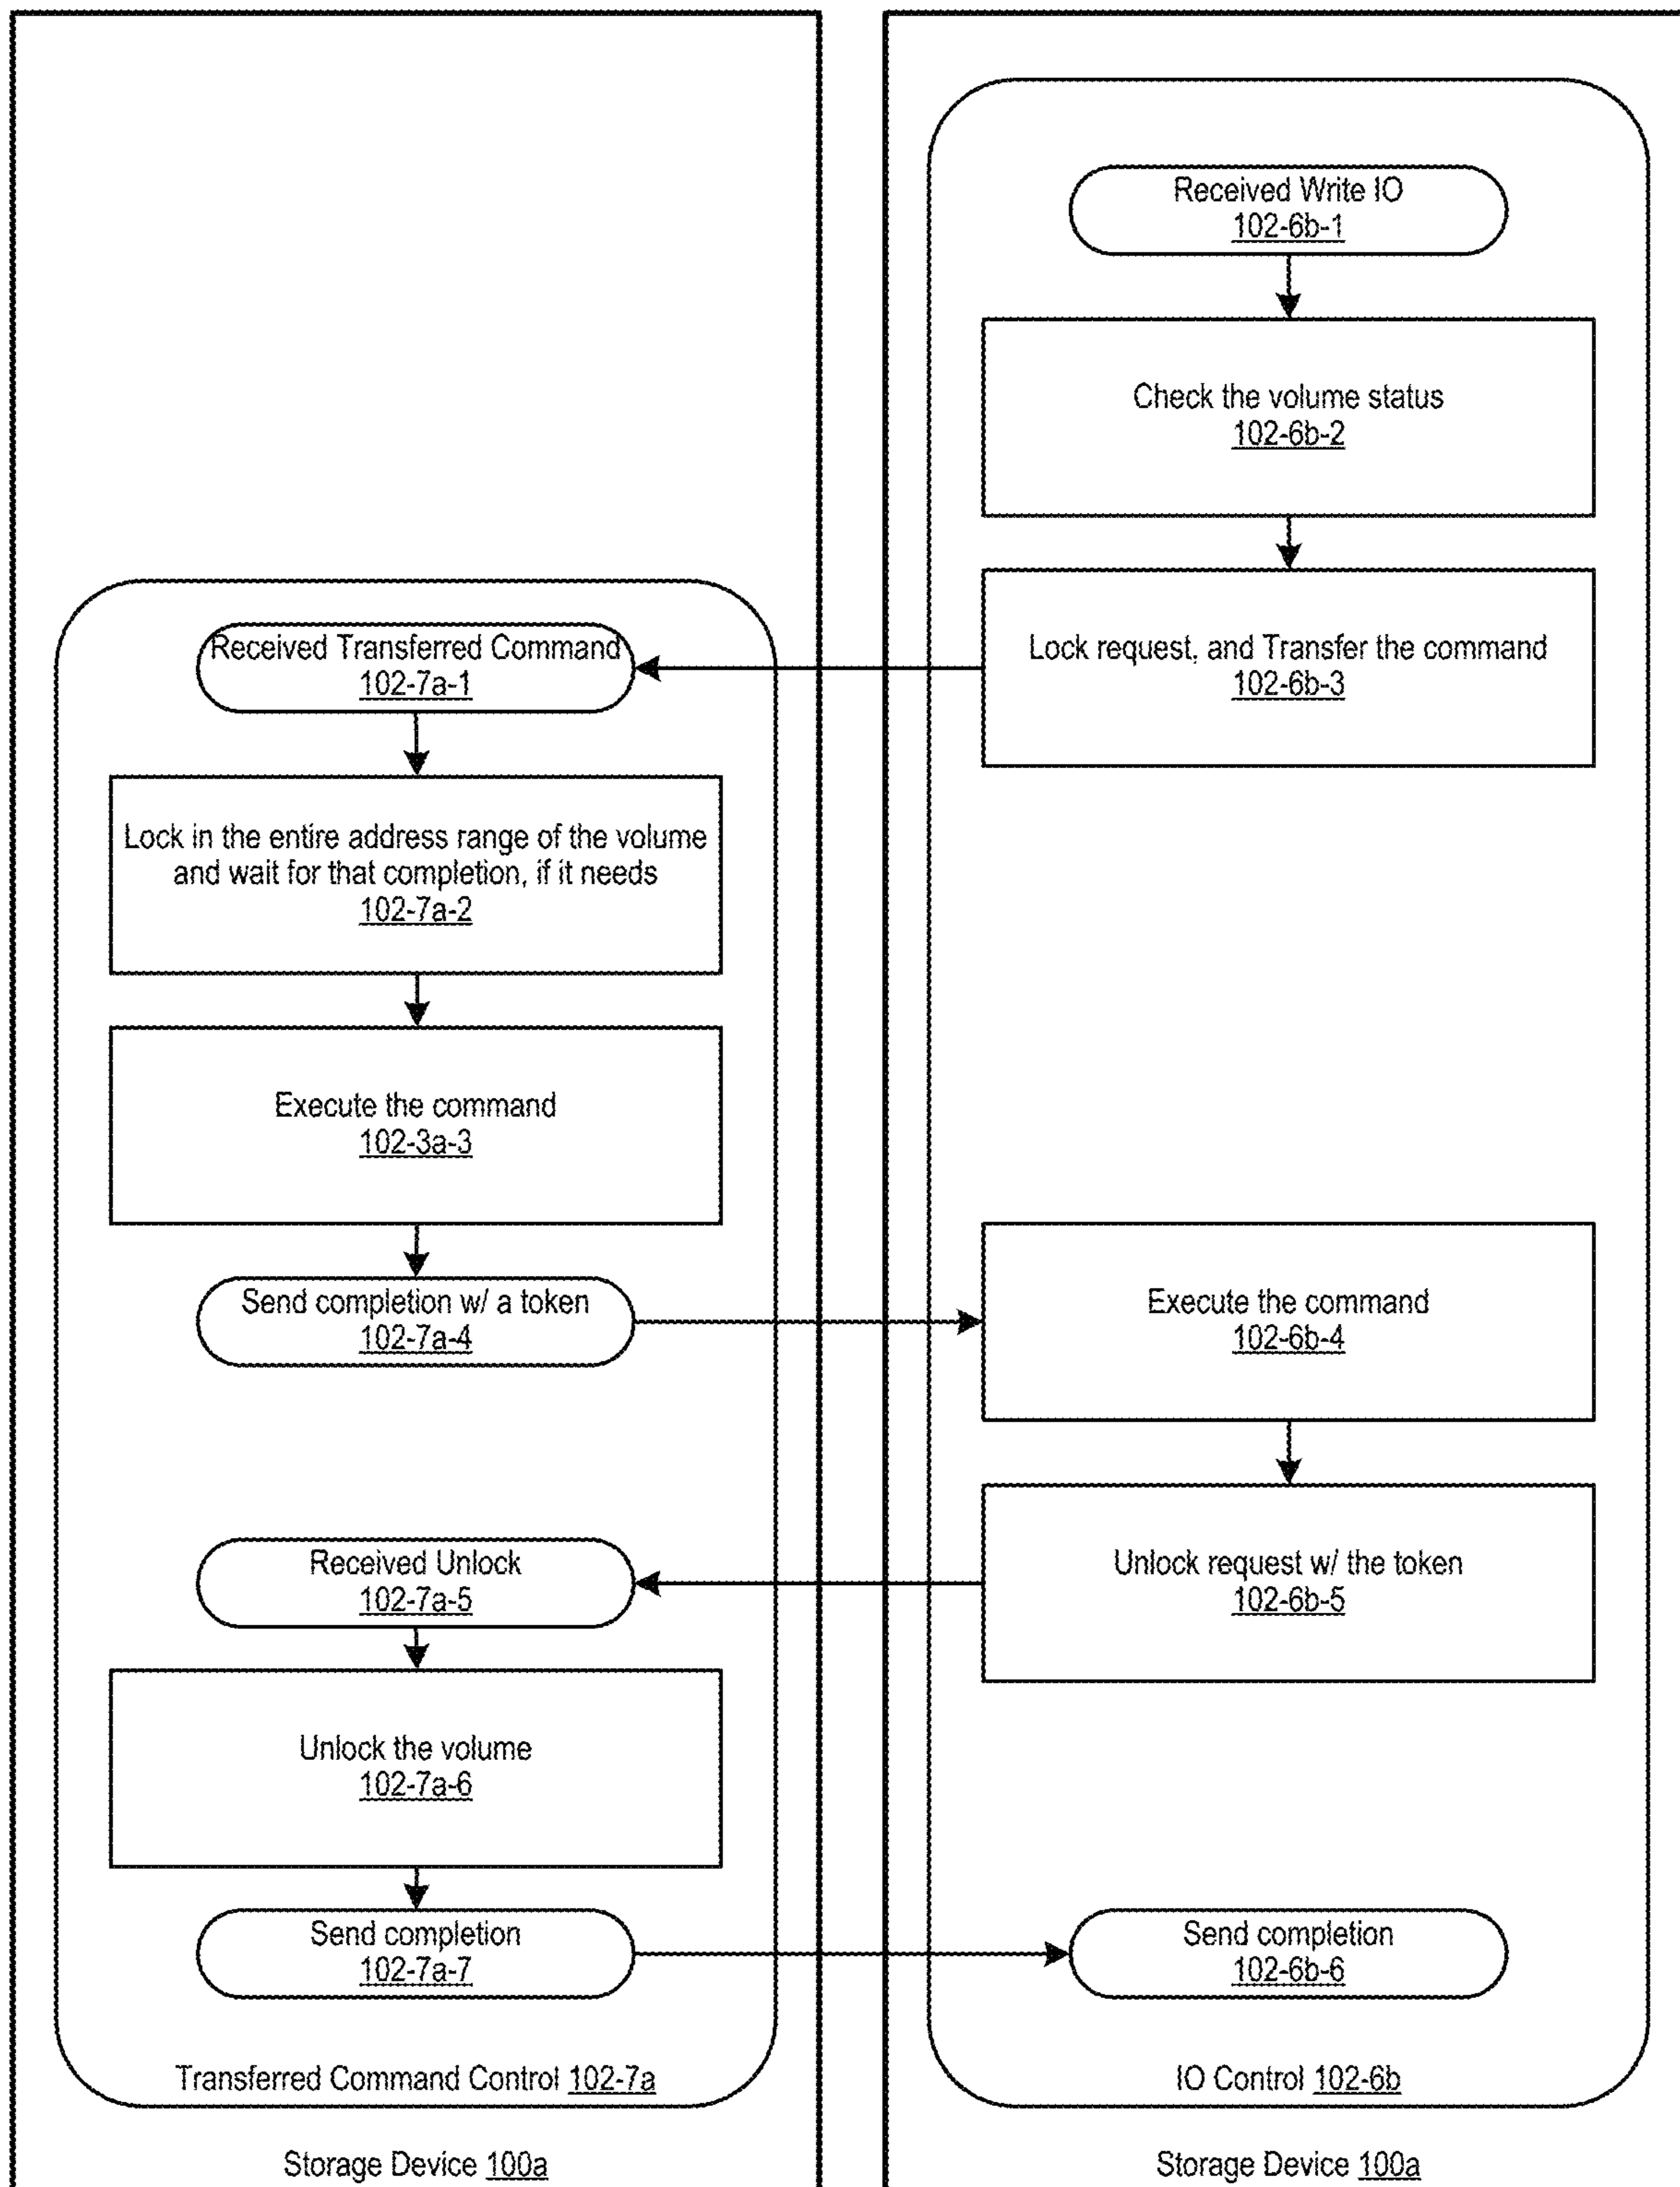 Received Write IO
102-6b-1
Check the volume status
102-6b-2
Lock request, and Transfer the command
102-6b-3
Received Transferred Command
102-7a-1
Lock in the entire address range of the volume
and wait for that completion, if it needs
102-7a-2
Execute the command
102-3a-3
Send completion w/ a token
102-7a-4
Execute the command
102-6b-4
Unlock request w/ the token
102-6b-5
Received Unlock
102-7a-5
Unlock the volume
102-7a-6
Send completion
102-7a-7
Send completion
102-6b-6
Transferred Command Control 102-7a
IO Control 102-6b
Storage Device 100a
Storage Device 100a